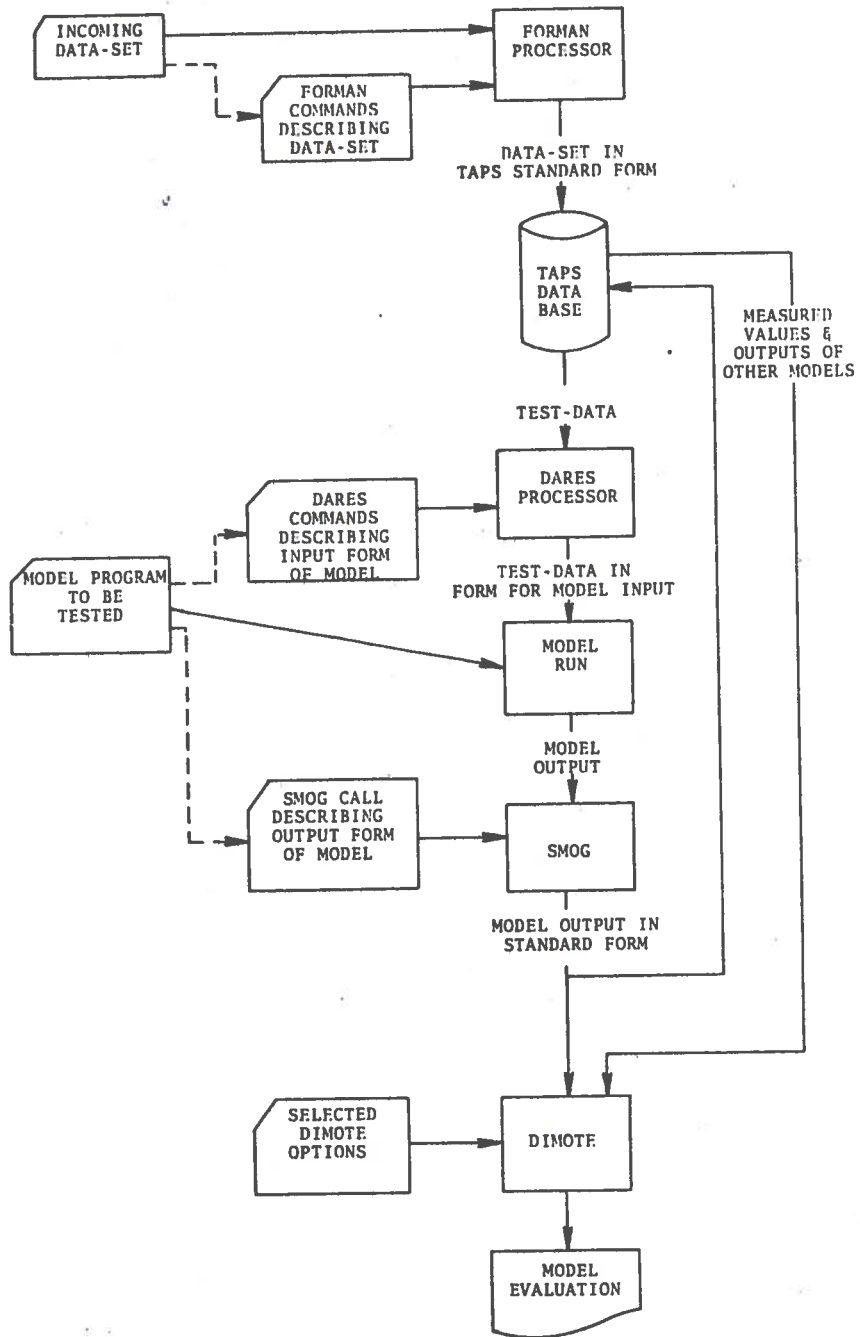 INCOMING
DATA-SET
FORMAN
PROCESSOR
FORMAN
COMMANDS
DESCRIBING
DATA-SET
DATA-SET IN
TAPS STANDARD FORM
TAPS
DATA
BASE
MEASURED
VALUES &
OUTPUTS OF
OTHER MODELS
TEST-DATA
DARES
PROCESSOR
DARES
COMMANDS
DESCRIBING
INPUT FORM
OF MODEL
TEST-DATA IN
FORM FOR MODEL INPUT
MODEL PROGRAM
TO BE
TESTED
MODEL
RUN
MODEL
OUTPUT
SMOG CALL
DESCRIBING
OUTPUT FORM
OF MODEL
SMOG
MODEL OUTPUT IN
STANDARD FORM
SELECTED
DIMOTE
OPTIONS
DIMOTE
MODEL
EVALUATION